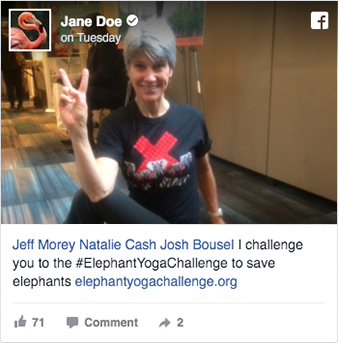 Jane Doe
on Tuesday
Jeff Morey Natalie Cash Josh Bousel I challenge
you to the #ElephantYogaChallenge to save
elephants elephantyogachallenge.org
71 Comment 2